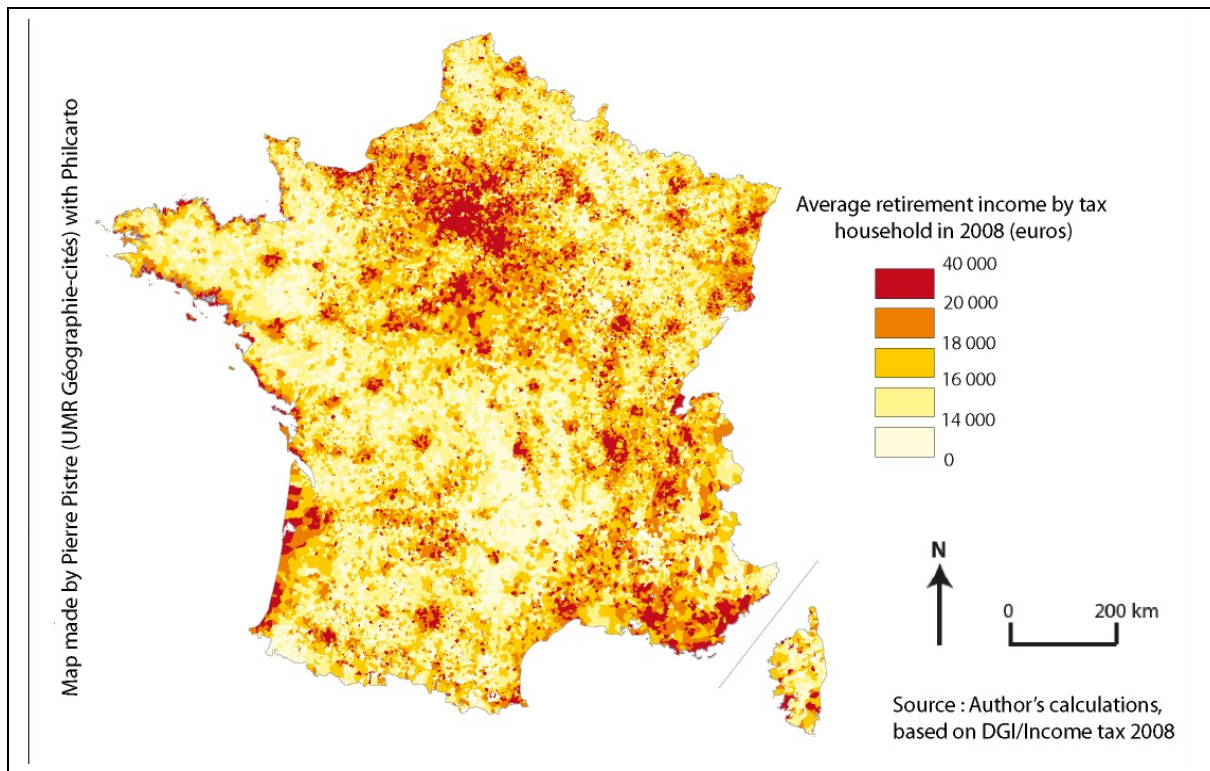 Map made by Pierre Pistre (UMR Géographie-cités) with Philcarto
Average retirement income by tax
household in 2008 (euros)
40 000
20 000
18 000
16 000
14 000
0
N
0 200 km
Source : Author's calculations,
based on DGI/Income tax 2008